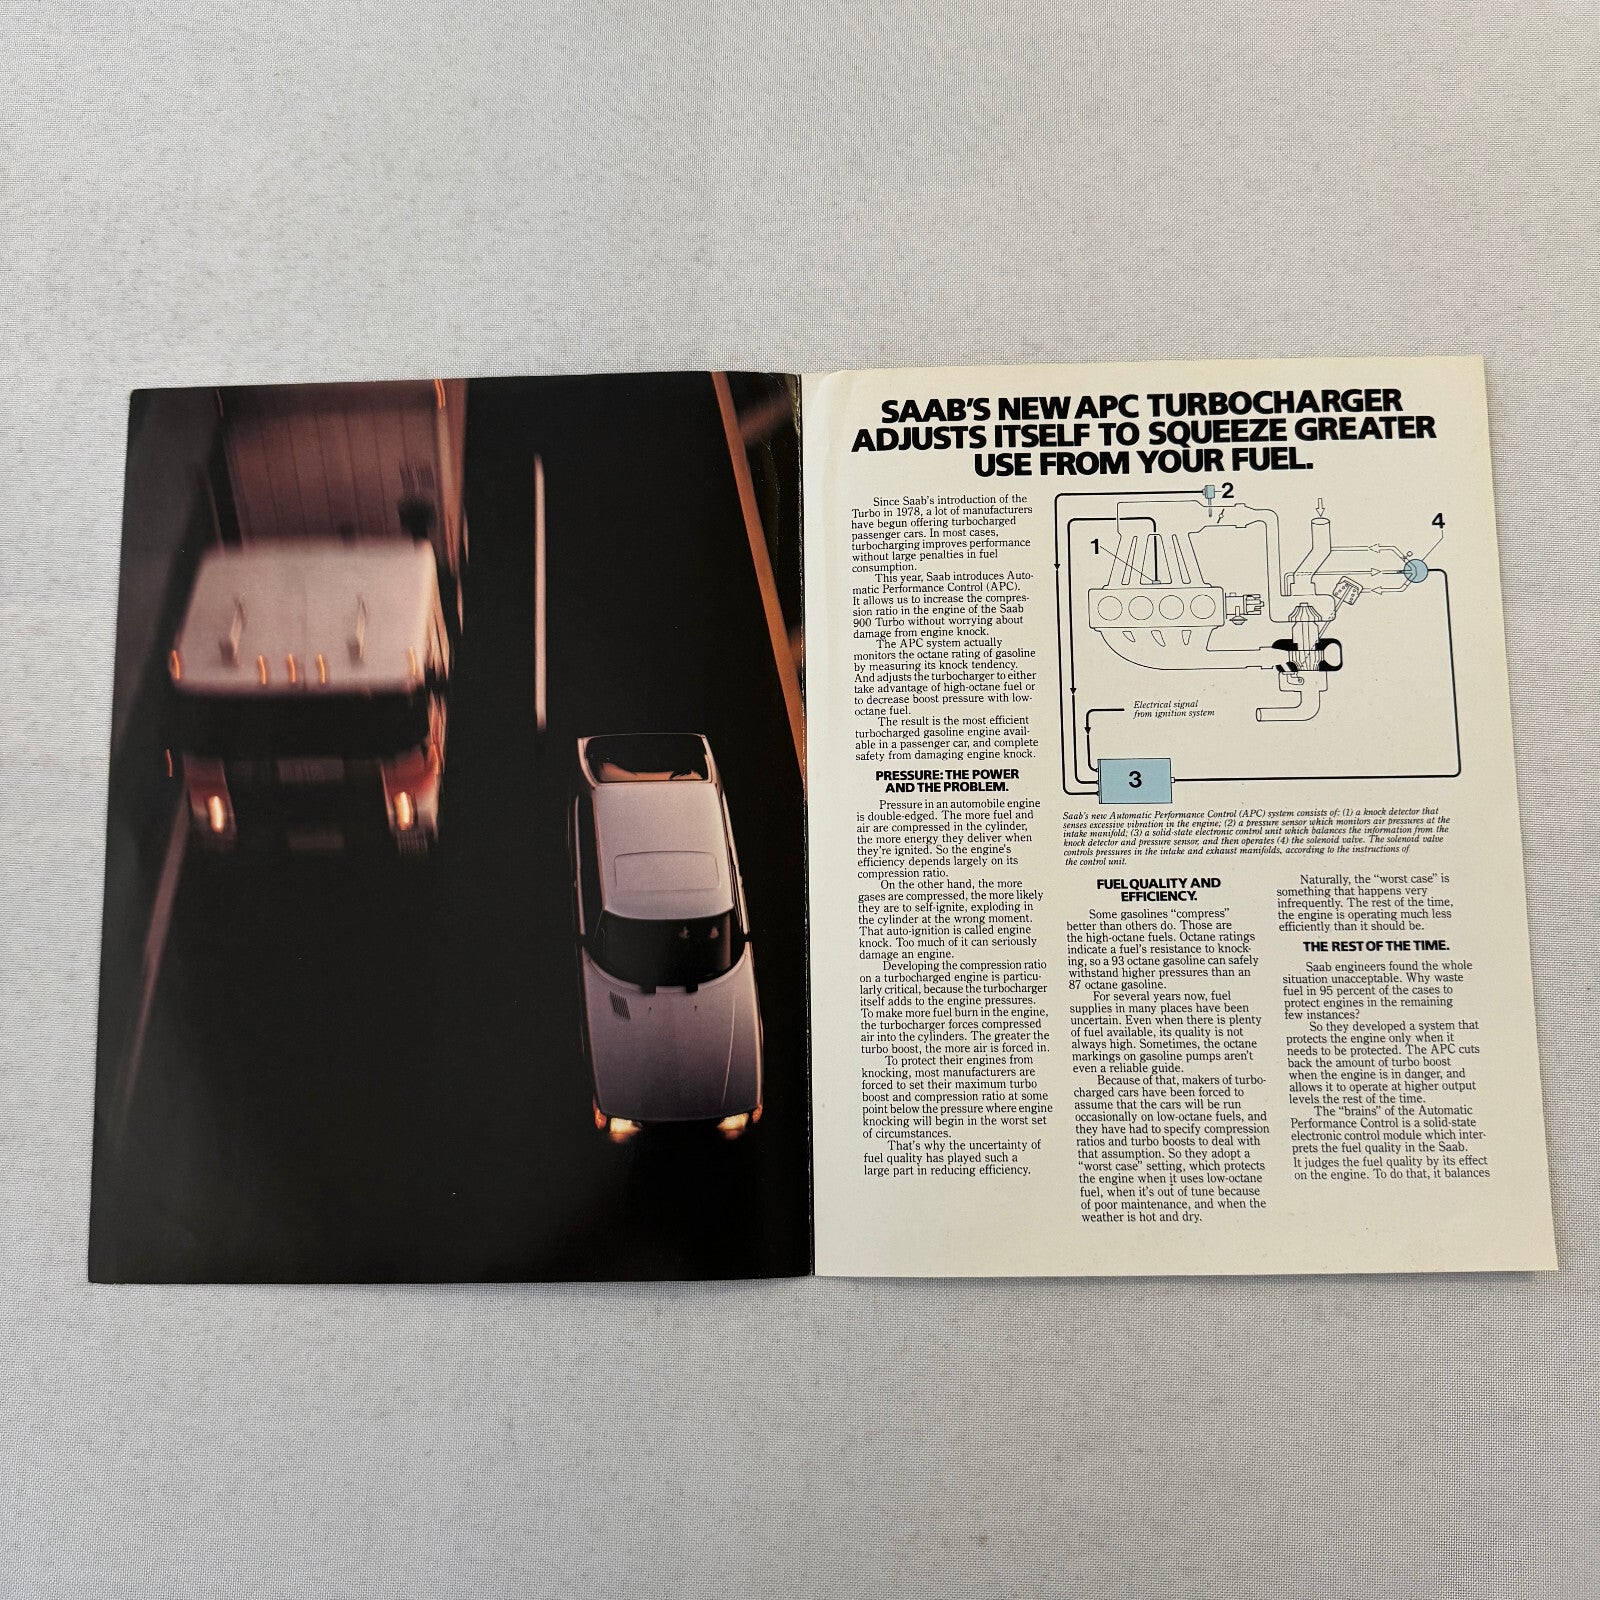 SAAB'S NEW APC TURBOCHARGER
ADJUSTS ITSELF TO SQUEEZE GREATER
USE FROM YOUR FUEL.
Since Saab's introduction of the
Turbo in 1978, a lot of manufacturers
have begun offering turbocharged
passenger cars. In most cases,
turbocharging improves performance
without large penalties in fuel
consumption.
This year, Saab introduces Auto-
matic Performance Control (APC).
It allows us to increase the compres-
sion ratio in the engine of the Saab
900 Turbo without worrying about
damage from engine knock.
The APC system actually
monitors the octane rating of gasoline
by measuring its knock tendency.
And adjusts the turbocharger to either
take advantage of high-octane fuel or
to decrease boost pressure with low-
octane fuel.
The result is the most efficient
turbocharged gasoline engine avail-
able in a passenger car, and complete
safety from damaging engine knock.
PRESSURE: THE POWER
AND THE PROBLEM.
Pressure in an automobile engine
is double-edged. The more fuel and
air are compressed in the cylinder,
the more energy they deliver when
they're ignited. So the engine's
efficiency depends largely on its
compression ratio.
On the other hand, the more
gases are compressed, the more likely
they are to self-ignite, exploding in
the cylinder at the wrong moment.
That auto-ignition is called engine
knock. Too much of it can seriously
damage an engine.
Developing the compression ratio
on a turbocharged engine is particu-
larly critical, because the turbocharger
itself adds to the engine pressures.
To make more fuel burn in the engine,
the turbocharger forces compressed
air into the cylinders. The greater the
turbo boost, the more air is forced in.
To protect their engines from
knocking, most manufacturers are
forced to set their maximum turbo
boost and compression ratio at some
point below the pressure where engine
knocking will begin in the worst set
of circumstances.
That's why the uncertainty of
fuel quality has played such a
large part in reducing efficiency.
1
2
4
Electrical signal
from ignition system
3
Saab's new Automatic Performance Control (APC) system consists of: (1) a knock detector that
senses excessive vibration in the engine; (2) a pressure sensor which monitors air pressures at the
intake manifold; (3) a solid-state electronic control unit which balances the information from the
knock detector and pressure sensor, and then operates (4) the solenoid valve. The solenoid valve
controls pressures in the intake and exhaust manifolds, according to the instructions of
the control unit.
FUEL QUALITY AND
EFFICIENCY.
Some gasolines "compress"
better than others do. Those are
the high-octane fuels. Octane ratings
indicate a fuel's resistance to knock-
ing, so a 93 octane gasoline can safely
withstand higher pressures than an
87 octane gasoline.
For several years now, fuel
supplies in many places have been
uncertain. Even when there is plenty
of fuel available, its quality is not
always high. Sometimes, the octane
markings on gasoline pumps aren't
even a reliable guide.
Because of that, makers of turbo-
charged cars have been forced to
assume that the cars will be run
occasionally on low-octane fuels, and
they have had to specify compression
ratios and turbo boosts to deal with
that assumption. So they adopt a
"worst case" setting, which protects
the engine when it uses low-octane
fuel, when it's out of tune because
of poor maintenance, and when the
weather is hot and dry.
Naturally, the "worst case" is
something that happens very
infrequently. The rest of the time,
the engine is operating much less
efficiently than it should be.
THE REST OF THE TIME.
Saab engineers found the whole
situation unacceptable. Why waste
fuel in 95 percent of the cases to
protect engines in the remaining
few instances?
So they developed a system that
protects the engine only when it
needs to be protected. The APC cuts
back the amount of turbo boost
when the engine is in danger, and
allows it to operate at higher output
levels the rest of the time.
The "brains" of the Automatic
Performance Control is a solid-state
electronic control module which inter-
prets the fuel quality in the Saab.
It judges the fuel quality by its effect
on the engine. To do that, it balances